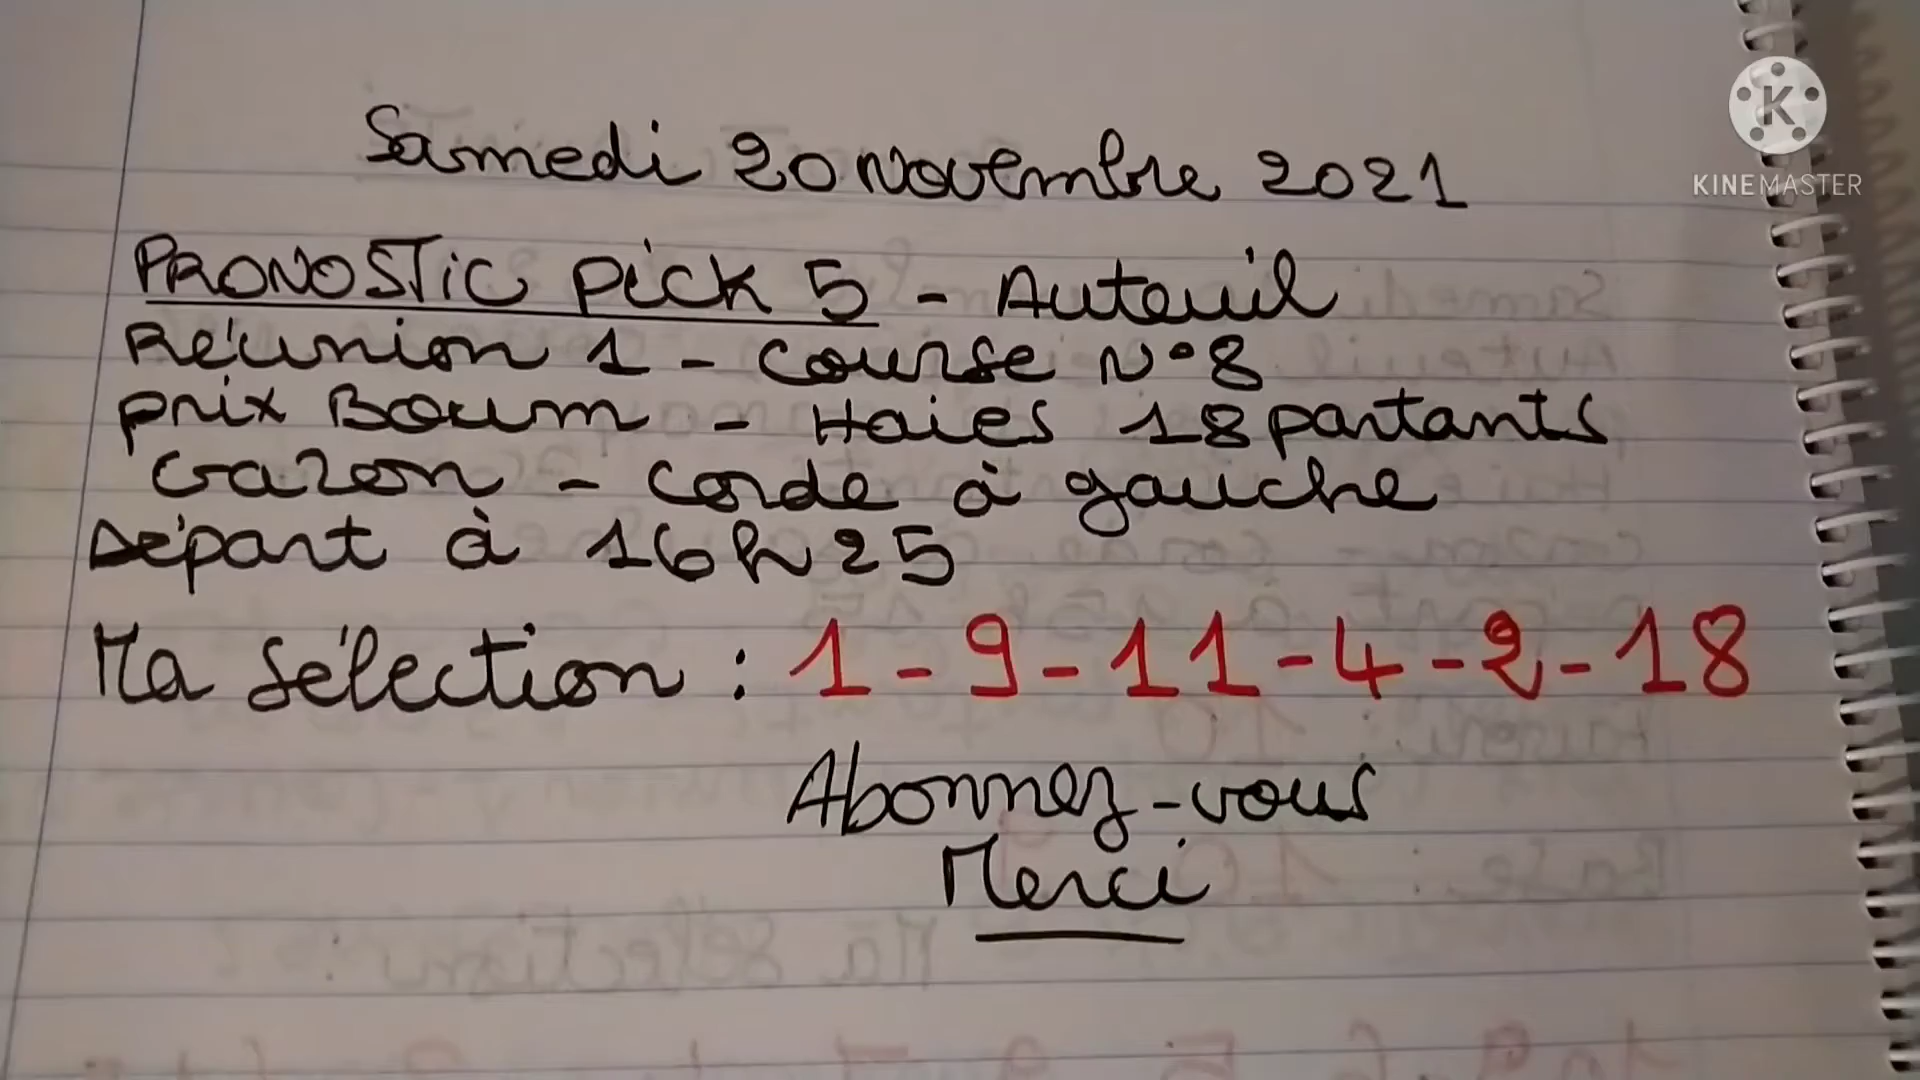 Samedi 20 Novembre 2021
PRONOSTIC PICK 5 - Auteuil
Réunion 1 - Course N°8
prix Boum - Haies 18 partants
Gazon - Corde à gauche
Départ à 16h25
Ma sélection : 1 - 9 - 11 - 4 - 2 - 18
Abonnez-vous
Merci
K
KINEMASTER